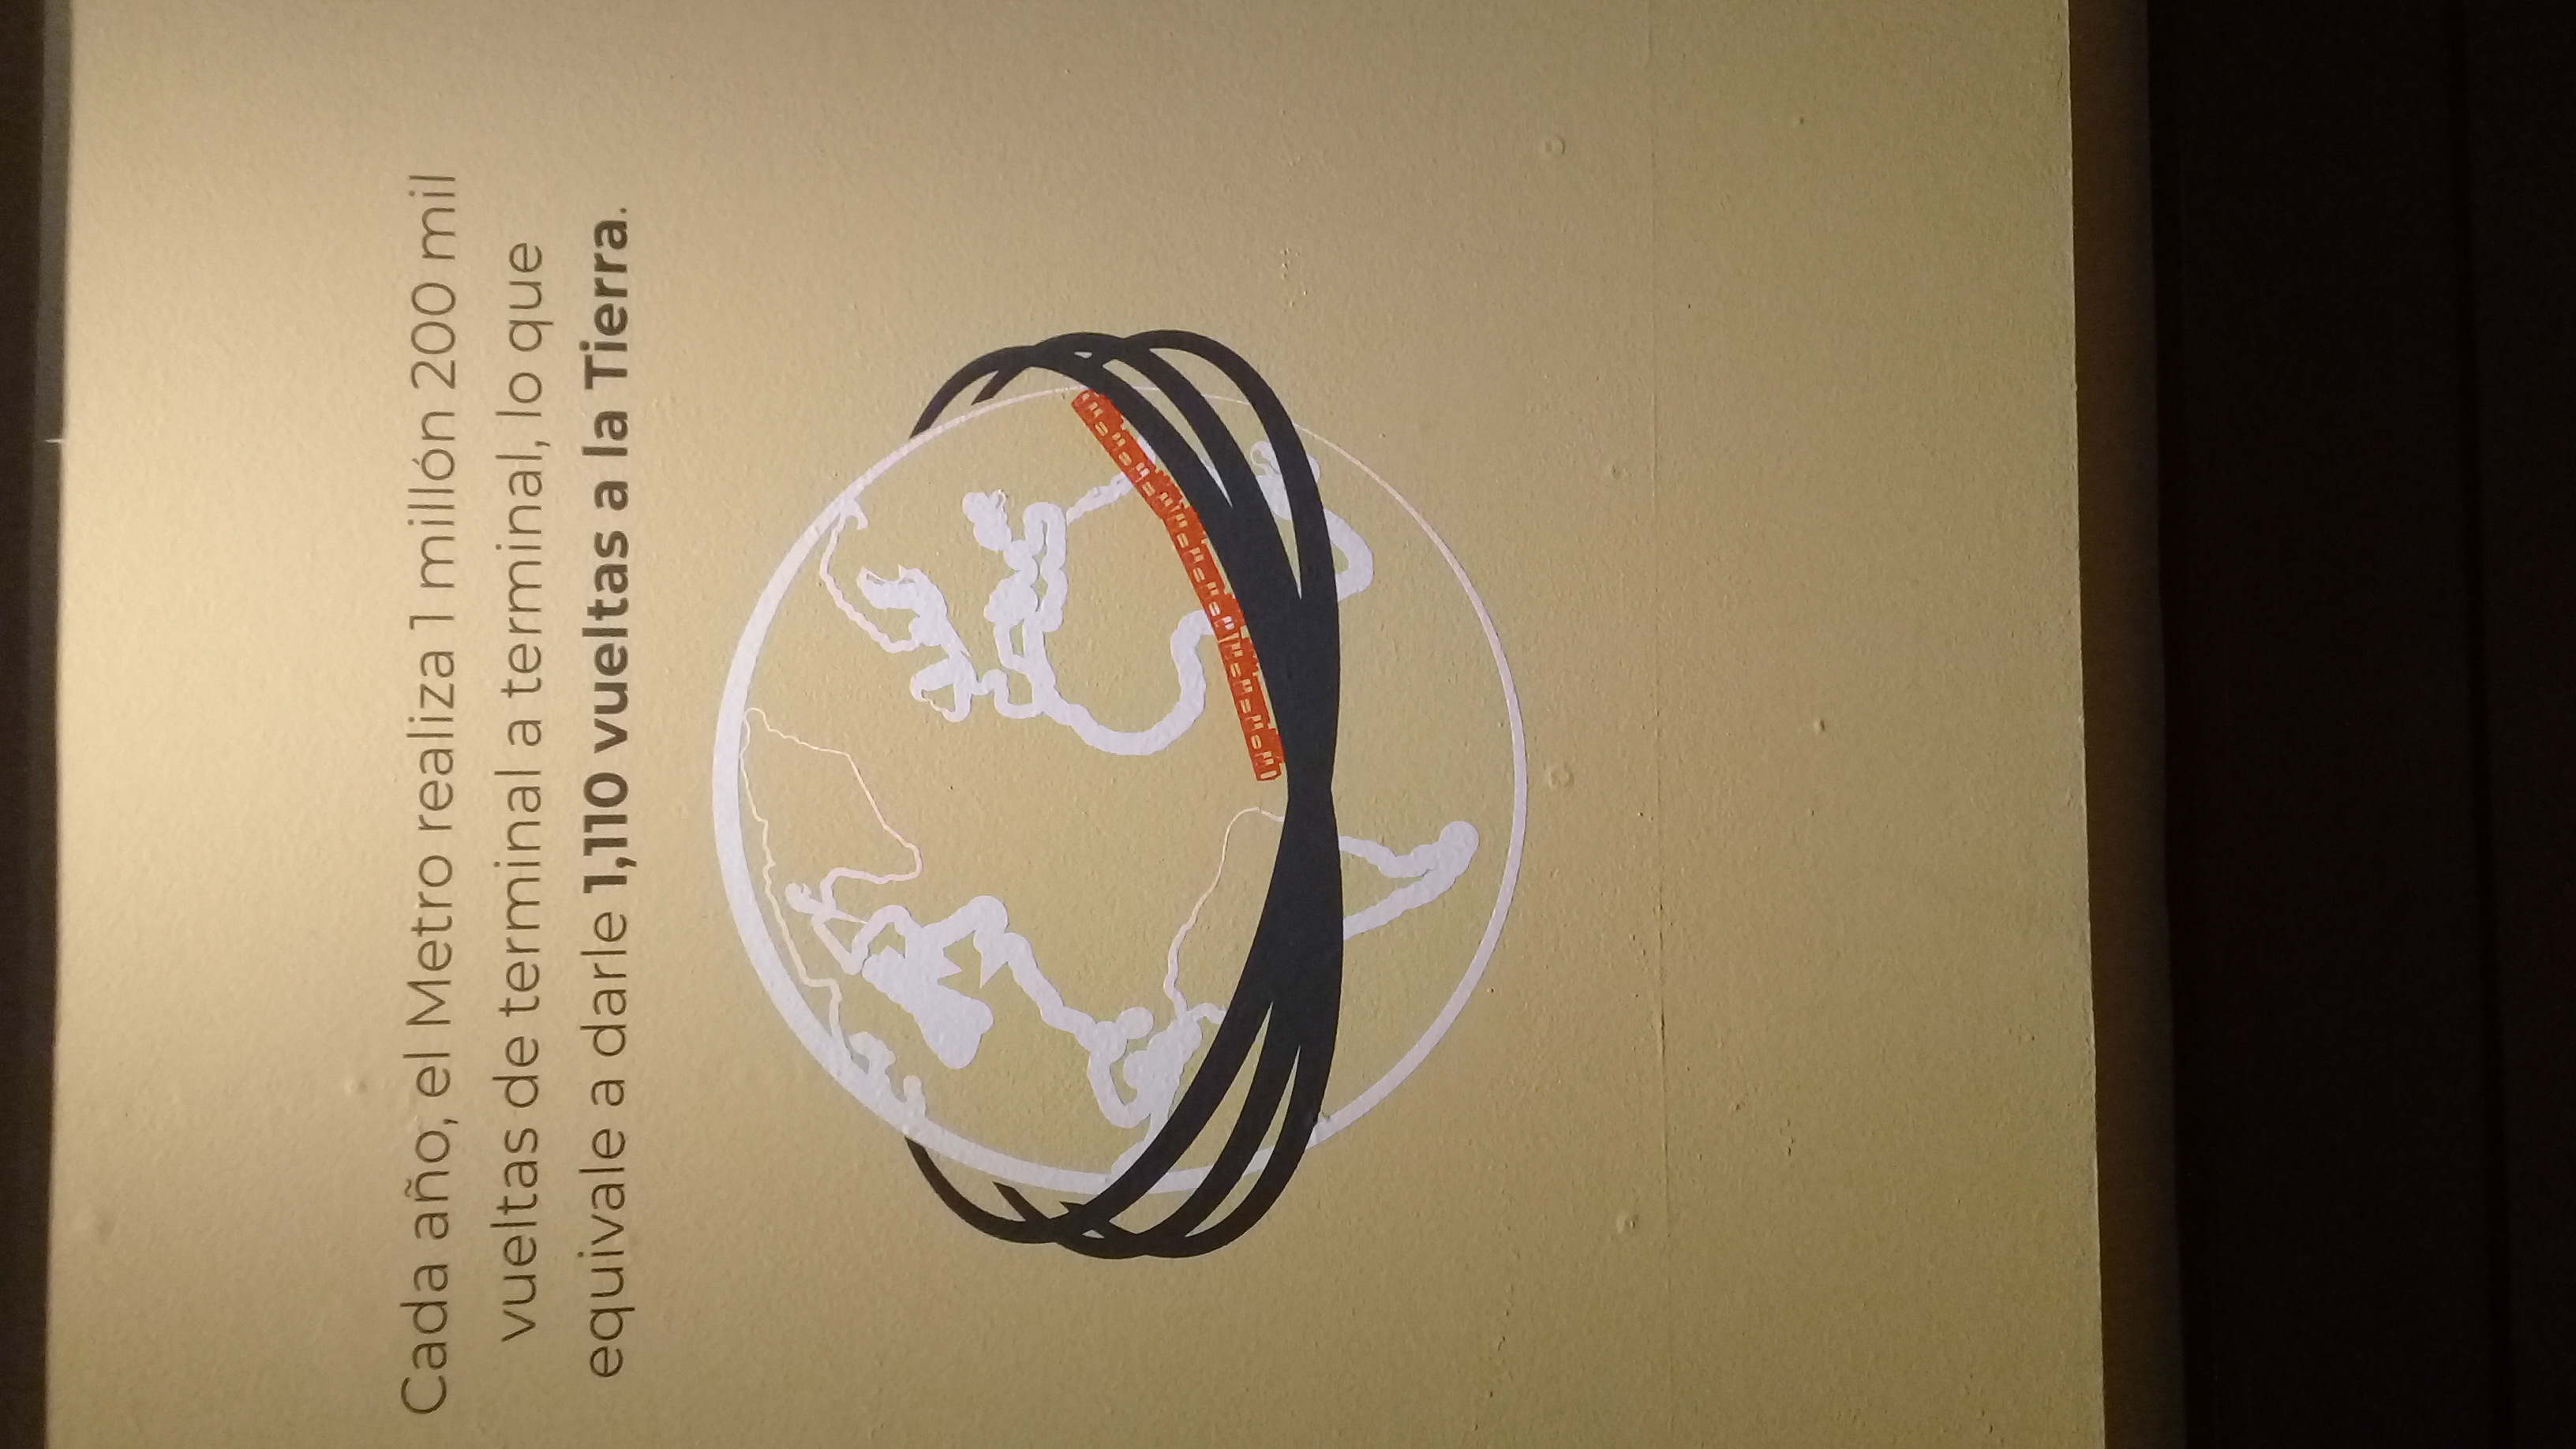 Cada año, el Metro realiza 1 millón 200 mil
vueltas de terminal a terminal, lo que
equivale a darle 1,110 vueltas a la Tierra.